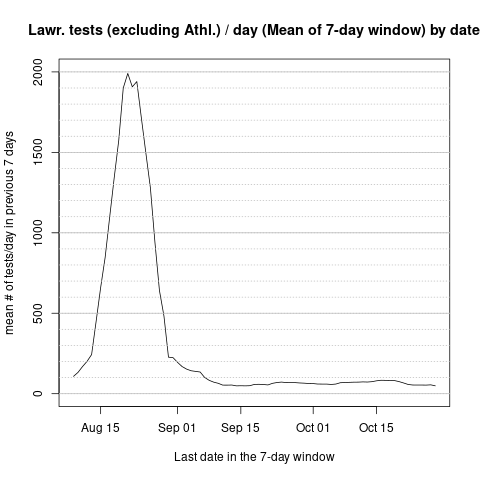 Lawr. tests (excluding Athl.) / day (Mean of 7-day window) by date
mean # of tests/day in previous 7 days
2000
1500
1000
500
0
Aug 15 Sep 01 Sep 15 Oct 01 Oct 15
Last date in the 7-day window